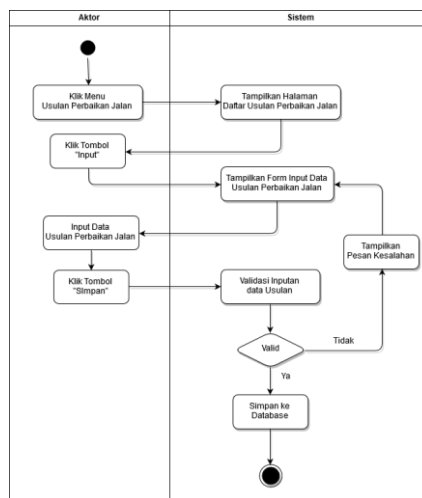 Aktor
Sistem
Klik Menu
Usulan Perbaikan Jalan
Tampilkan Halaman
Daftar Usulan Perbaikan Jalan
Klik Tombol
"Input"
Tampilkan Form Input Data
Usulan Perbaikan Jalan
Input Data
Usulan Perbaikan Jalan
Tampilkan
Pesan Kesalahan
Klik Tombol
"SImpan"
Validasi Inputan
data Usulan
Valid
Tidak
Ya
Simpan ke
Database